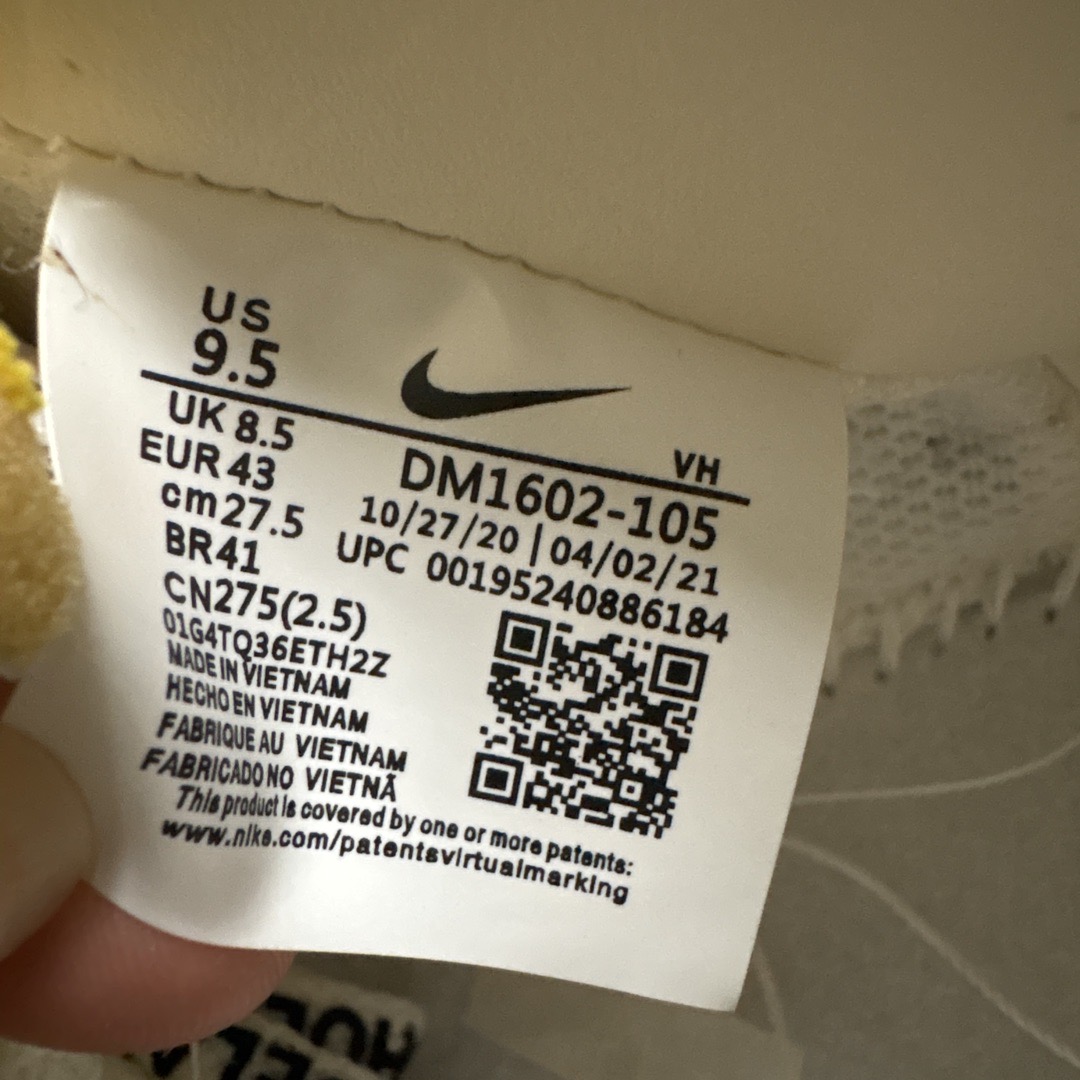 US
9.5
VH
UK 8.5
DM1602-105
EUR 43
10/27/20 | 04/02/21
cm 27.5
UPC 00195240886184
BR41
CN275(2.5)
01G4TQ36ETH2Z
MADE IN VIETNAM
HECHO EN VIETNAM
FABRIQUE AU VIETNAM
FABRICADO NO VIETNÃ
This product is covered by one or more patents:
www.nike.com/patentsvirtualmarking